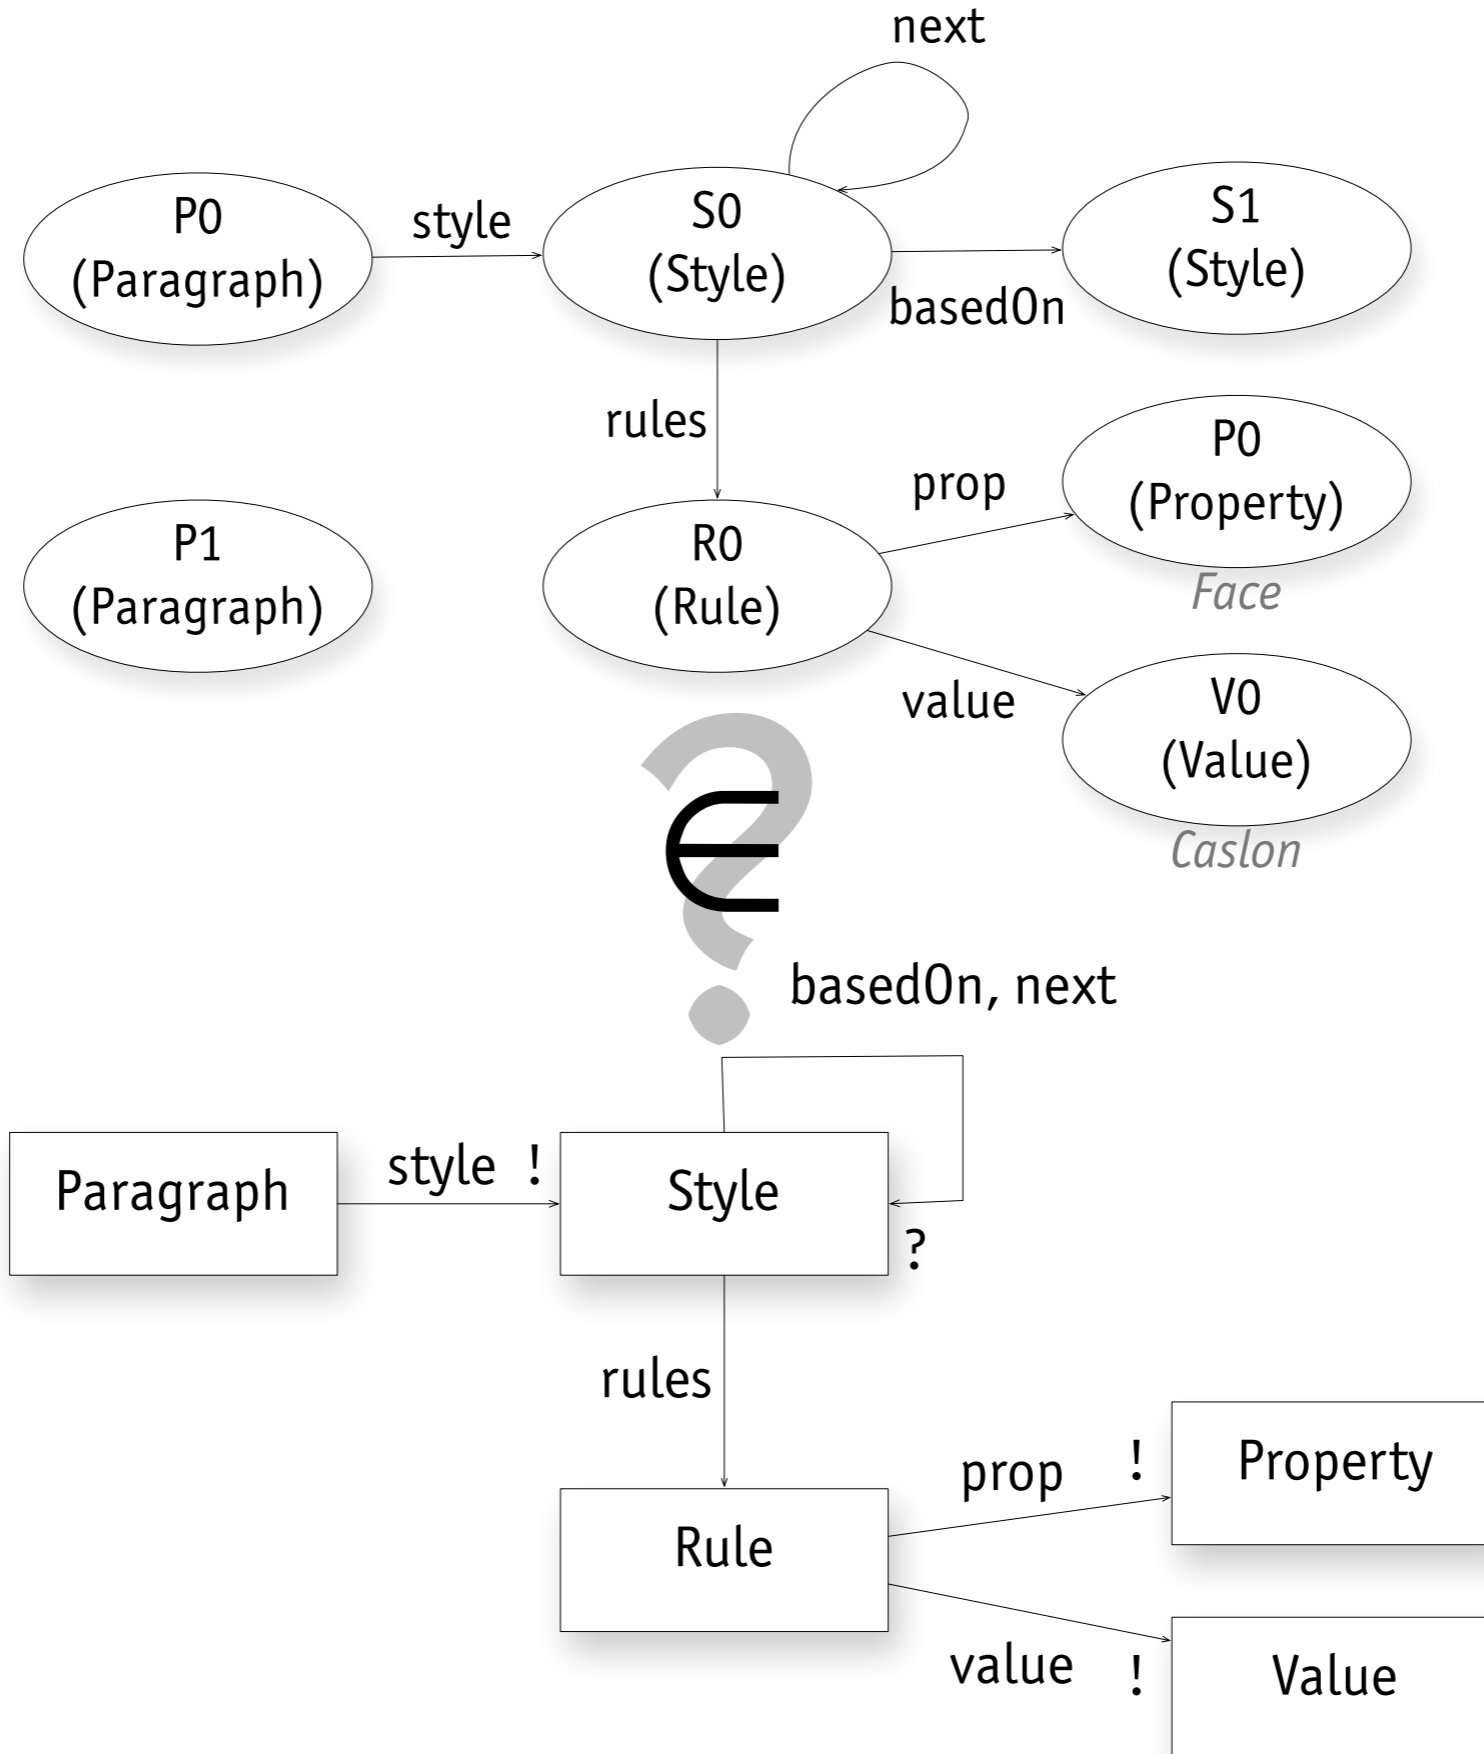 next
P0
(Paragraph)
style
S0
(Style)
basedOn
S1
(Style)
rules
P1
(Paragraph)
R0
(Rule)
prop
P0
(Property)
Face
value
V0
(Value)
Caslon
?
∈
basedOn, next
Paragraph
style !
Style
?
rules
Rule
prop !
Property
value !
Value